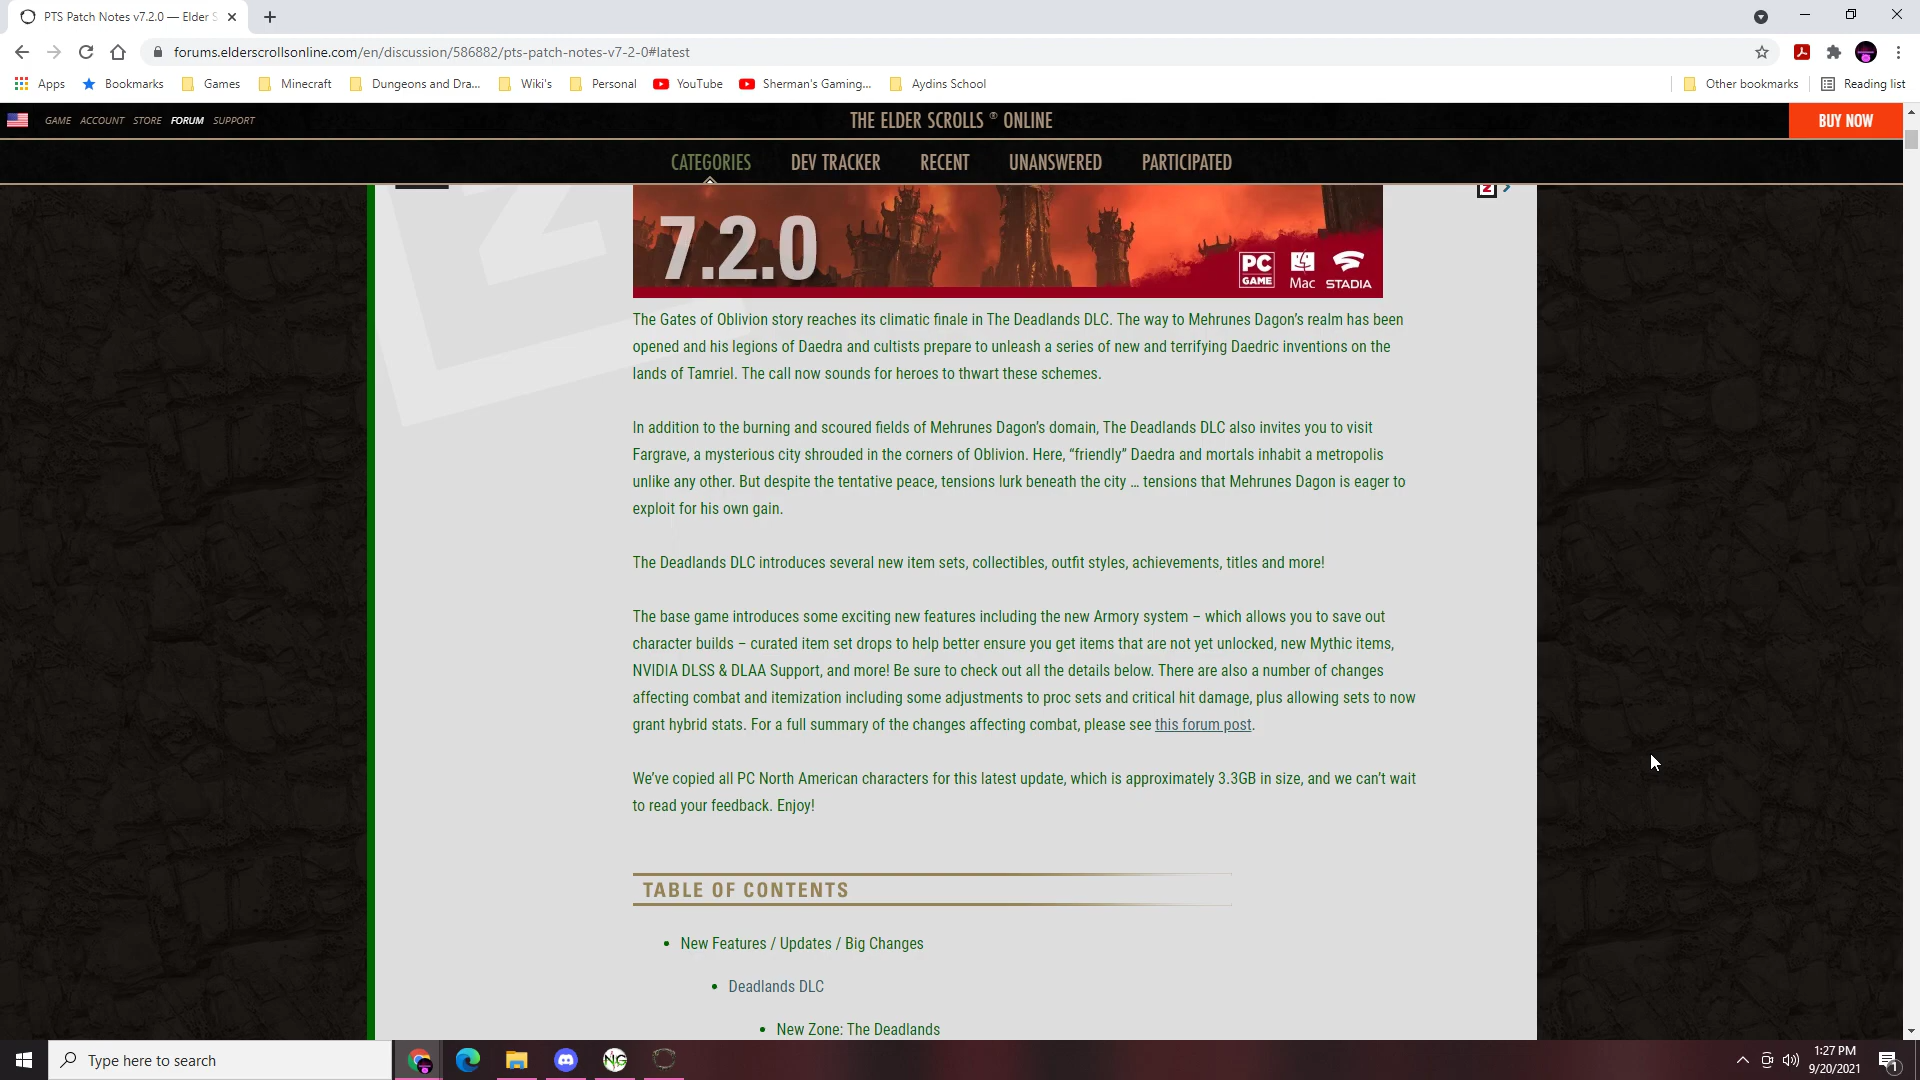 PTS Patch Notes v7.2.0 — Elder S
forums.elderscrollsonline.com/en/discussion/586882/pts-patch-notes-v7-2-0#latest
Apps Bookmarks Games Minecraft Dungeons and Dra... Wiki's Personal YouTube Sherman's Gaming... Aydins School Other bookmarks Reading list
GAME ACCOUNT STORE FORUM SUPPORT THE ELDER SCROLLS ® ONLINE BUY NOW
CATEGORIES DEV TRACKER RECENT UNANSWERED PARTICIPATED
7.2.0
PC GAME Mac STADIA
The Gates of Oblivion story reaches its climatic finale in The Deadlands DLC. The way to Mehrunes Dagon’s realm has been
opened and his legions of Daedra and cultists prepare to unleash a series of new and terrifying Daedric inventions on the
lands of Tamriel. The call now sounds for heroes to thwart these schemes.
In addition to the burning and scoured fields of Mehrunes Dagon’s domain, The Deadlands DLC also invites you to visit
Fargrave, a mysterious city shrouded in the corners of Oblivion. Here, “friendly” Daedra and mortals inhabit a metropolis
unlike any other. But despite the tentative peace, tensions lurk beneath the city … tensions that Mehrunes Dagon is eager to
exploit for his own gain.
The Deadlands DLC introduces several new item sets, collectibles, outfit styles, achievements, titles and more!
The base game introduces some exciting new features including the new Armory system – which allows you to save out
character builds – curated item set drops to help better ensure you get items that are not yet unlocked, new Mythic items,
NVIDIA DLSS & DLAA Support, and more! Be sure to check out all the details below. There are also a number of changes
affecting combat and itemization including some adjustments to proc sets and critical hit damage, plus allowing sets to now
grant hybrid stats. For a full summary of the changes affecting combat, please see this forum post.
We’ve copied all PC North American characters for this latest update, which is approximately 3.3GB in size, and we can’t wait
to read your feedback. Enjoy!
TABLE OF CONTENTS
• New Features / Updates / Big Changes
• Deadlands DLC
• New Zone: The Deadlands
Type here to search
NG
1:27 PM
9/20/2021
1